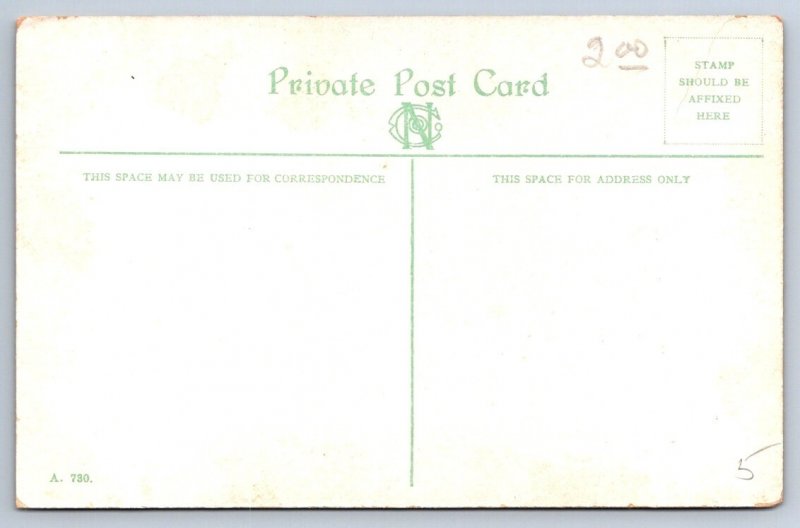 2 00
Private Post Card
STAMP
SHOULD BE
AFFIXED
HERE
THIS SPACE MAY BE USED FOR CORRESPONDENCE
THIS SPACE FOR ADDRESS ONLY
A. 730.
5